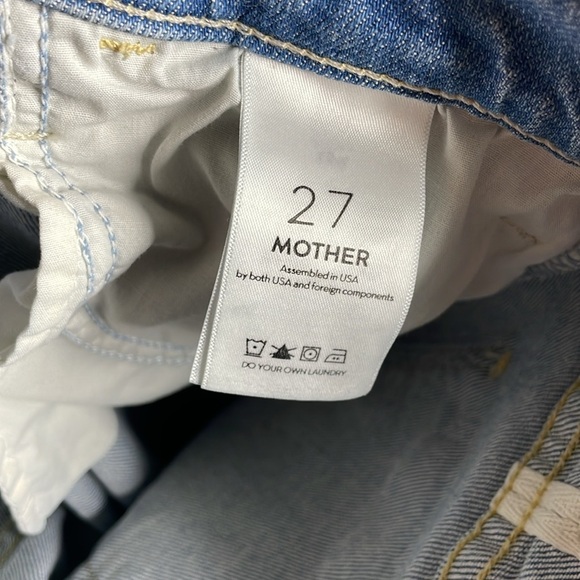 27
MOTHER
Assembled in USA
by both USA and foreign components
DO YOUR OWN LAUNDRY